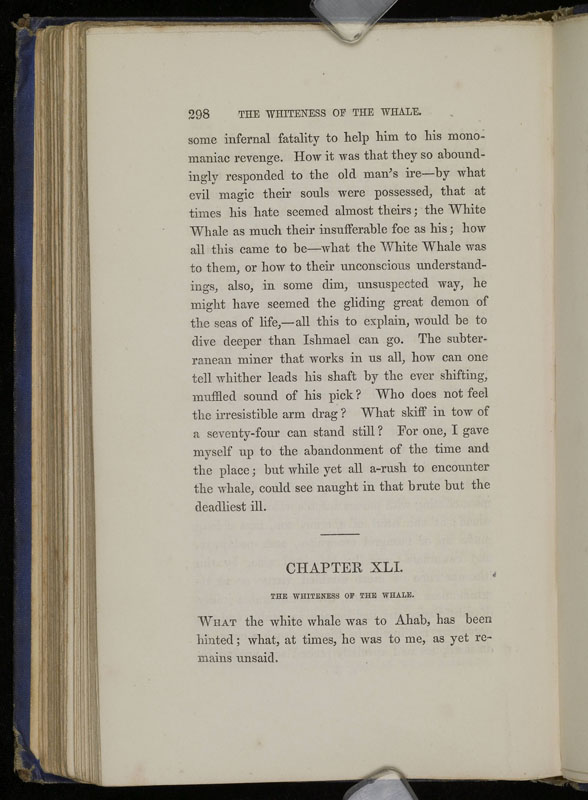 298 THE WHITENESS OF THE WHALE.
some infernal fatality to help him to his mono-
maniac revenge. How it was that they so abound-
ingly responded to the old man's ire—by what
evil magic their souls were possessed, that at
times his hate seemed almost theirs; the White
Whale as much their insufferable foe as his; how
all this came to be—what the White Whale was
to them, or how to their unconscious understand-
ings, also, in some dim, unsuspected way, he
might have seemed the gliding great demon of
the seas of life,—all this to explain, would be to
dive deeper than Ishmael can go. The subter-
ranean miner that works in us all, how can one
tell whither leads his shaft by the ever shifting,
muffled sound of his pick? Who does not feel
the irresistible arm drag? What skiff in tow of
a seventy-four can stand still? For one, I gave
myself up to the abandonment of the time and
the place; but while yet all a-rush to encounter
the whale, could see naught in that brute but the
deadliest ill.
CHAPTER XLI.
THE WHITENESS OF THE WHALE.
WHAT the white whale was to Ahab, has been
hinted; what, at times, he was to me, as yet re-
mains unsaid.